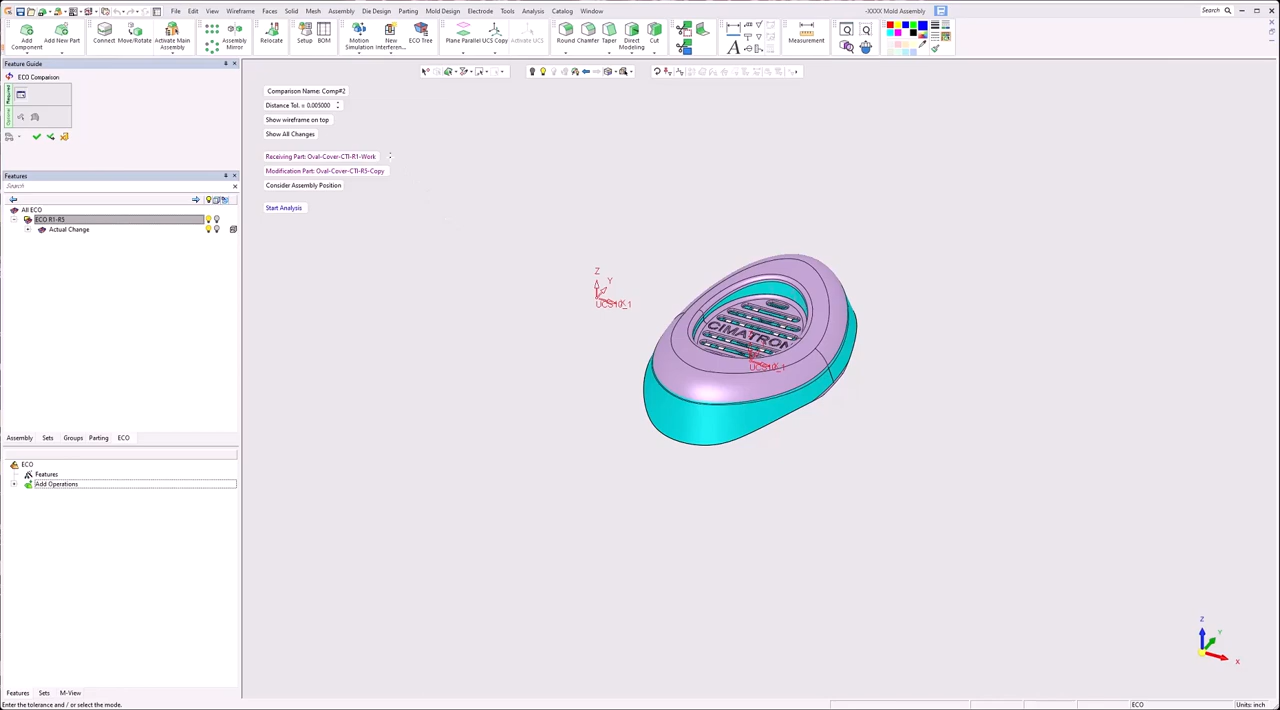 File Edit View Wireframe Faces Solid Mesh Assembly Die Design Parting Mold Design Electrode Tools Analysis Catalog Window
-XXXX Mold Assembly
Search
Add Component
Add New Part
Connect
Move/Rotate
Activate Main Assembly
Assembly Mirror
Relocate
Setup
BOM
Motion Simulation
New Interferen...
ECO Tree
Plane Parallel
UCS Copy
Activate UCS
Round
Chamfer
Taper
Direct Modeling
Cut
Measurement
Feature Guide
ECO Comparison
Required
Optional
Features
Search
All ECO
ECO R1-R5
Actual Change
Assembly Sets Groups Parting ECO
ECO
Features
Add Operations
Features Sets M-View
Comparison Name: Comp#2
Distance Tol. = 0.005000
Show wireframe on top
Show All Changes
Receiving Part: Oval-Cover-CTI-R1-Work
Modification Part: Oval-Cover-CTI-R5-Copy
Consider Assembly Position
Start Analysis
Z
Y
CIMATRON
Z
Y
X
Enter the tolerance and / or select the mode.
ECO
Units: inch